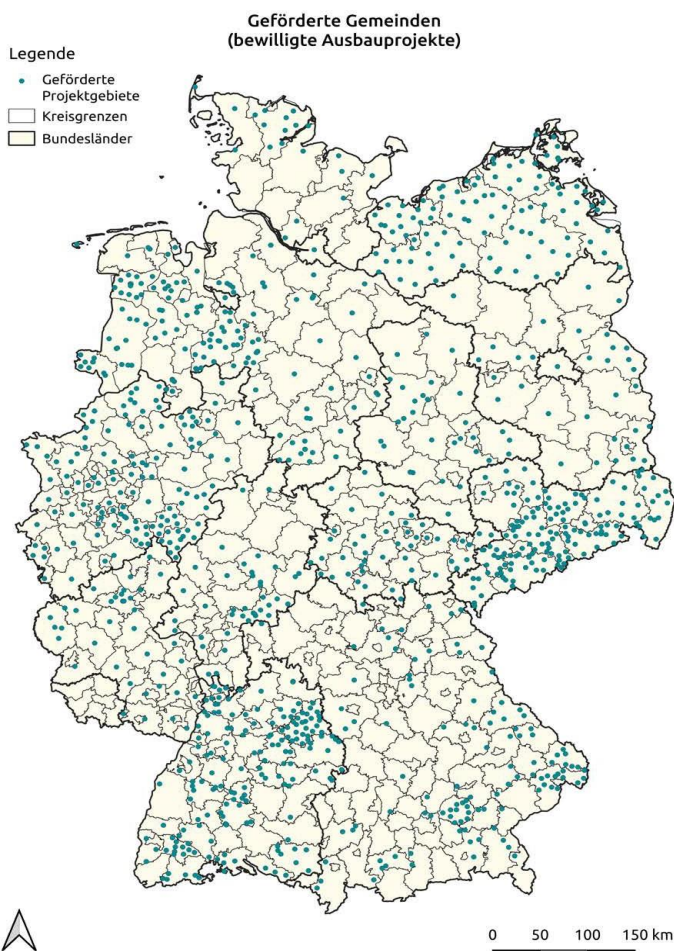 Geförderte Gemeinden
(bewilligte Ausbauprojekte)
Legende
Geförderte
Projektgebiete
Kreisgrenzen
Bundesländer
0 50 100 150 km